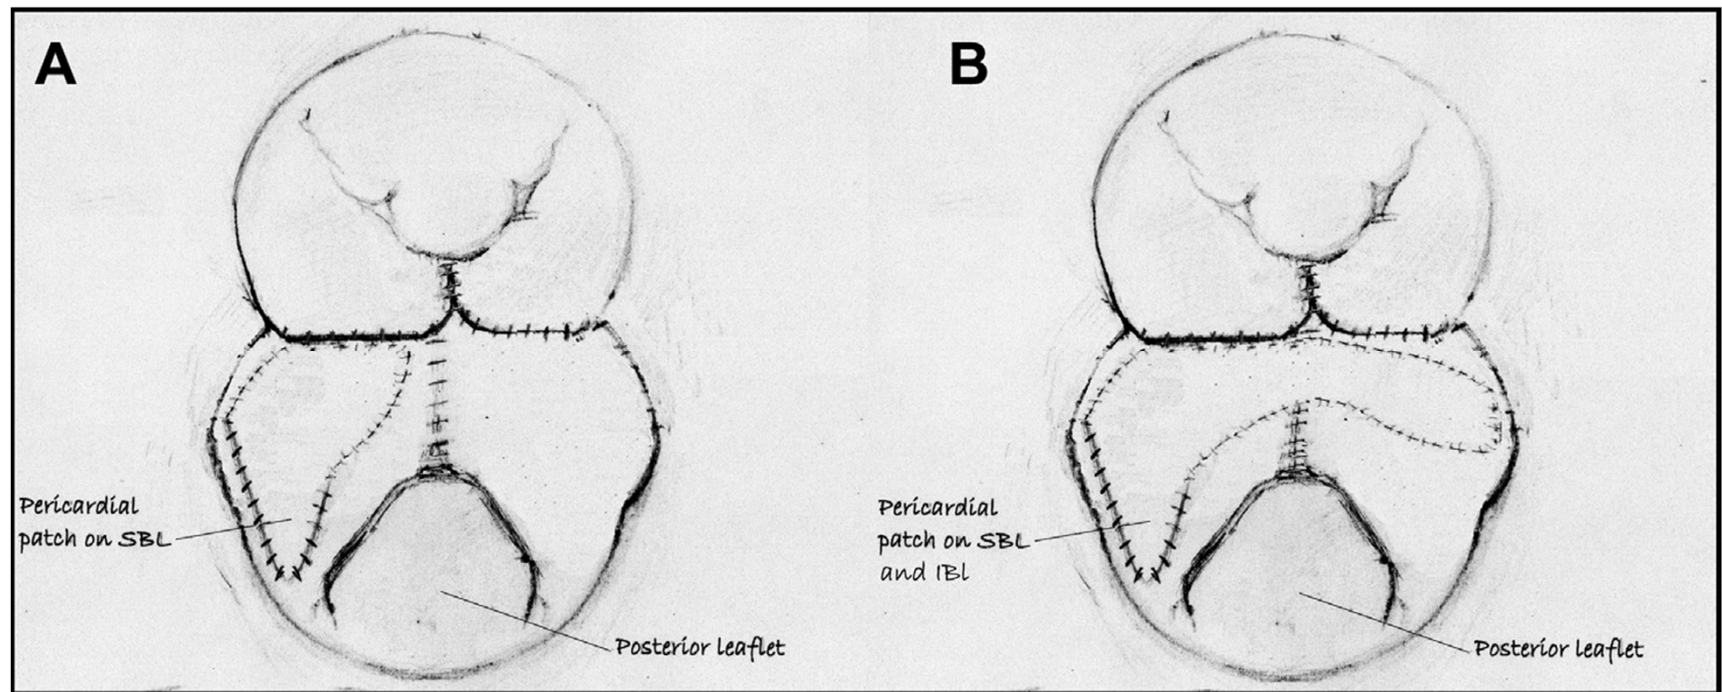 A
B
Pericardial
patch on SBL
Posterior leaflet
Pericardial
patch on SBL
and IBl
Posterior leaflet